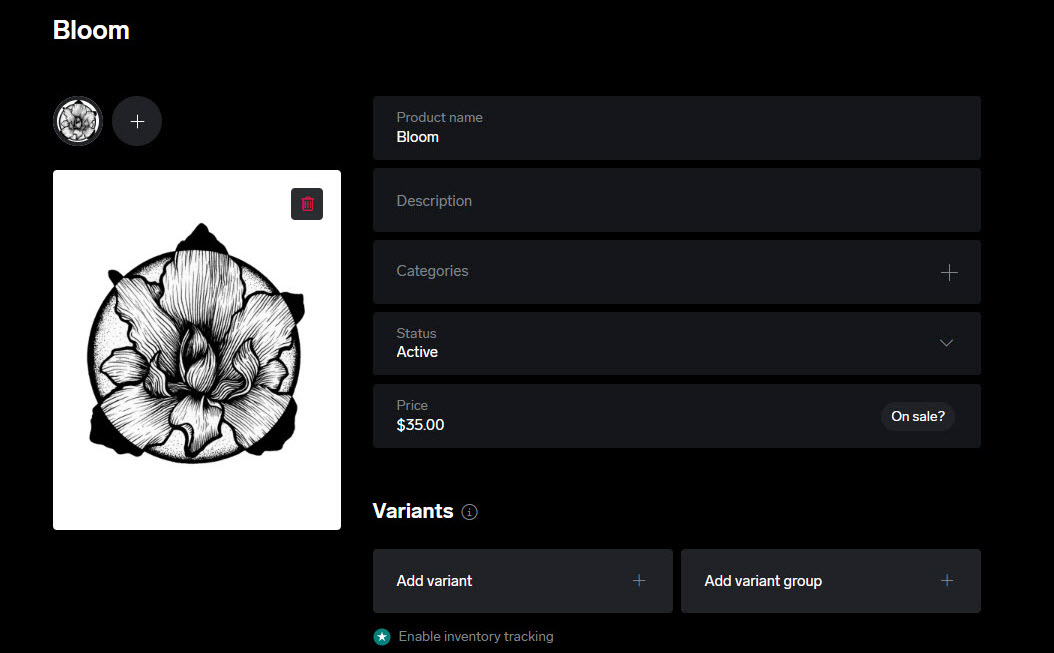 Bloom
Product name
Bloom
Description
Categories
Status
Active
Price
$35.00
On sale?
Variants
Add variant
Add variant group
Enable inventory tracking